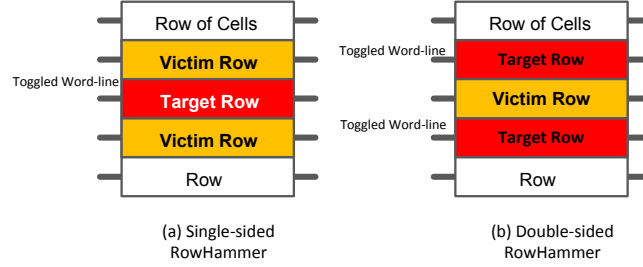 Row of Cells
Victim Row
Toggled Word-line
Target Row
Victim Row
Row
(a) Single-sided
RowHammer
Row of Cells
Toggled Word-line
Target Row
Victim Row
Toggled Word-line
Target Row
Row
(b) Double-sided
RowHammer